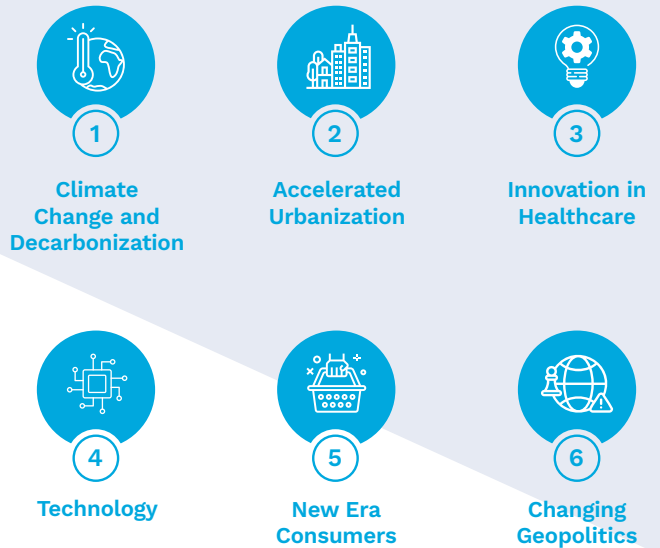 1
Climate
Change and
Decarbonization
2
Accelerated
Urbanization
3
Innovation in
Healthcare
4
Technology
5
New Era
Consumers
6
Changing
Geopolitics